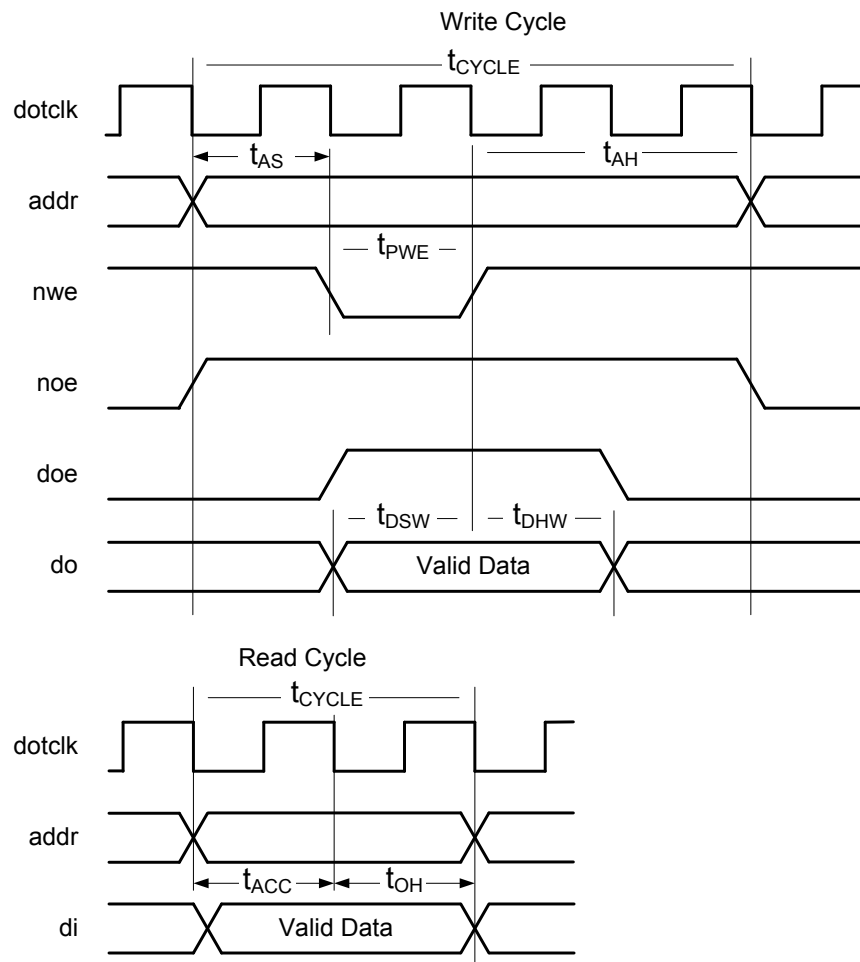 Write Cycle
tCYCLE
dotclk
tAS
tAH
addr
tPWE
nwe
noe
doe
tDSW
tDHW
do
Valid Data
Read Cycle
tCYCLE
dotclk
addr
tACC
tOH
di
Valid Data